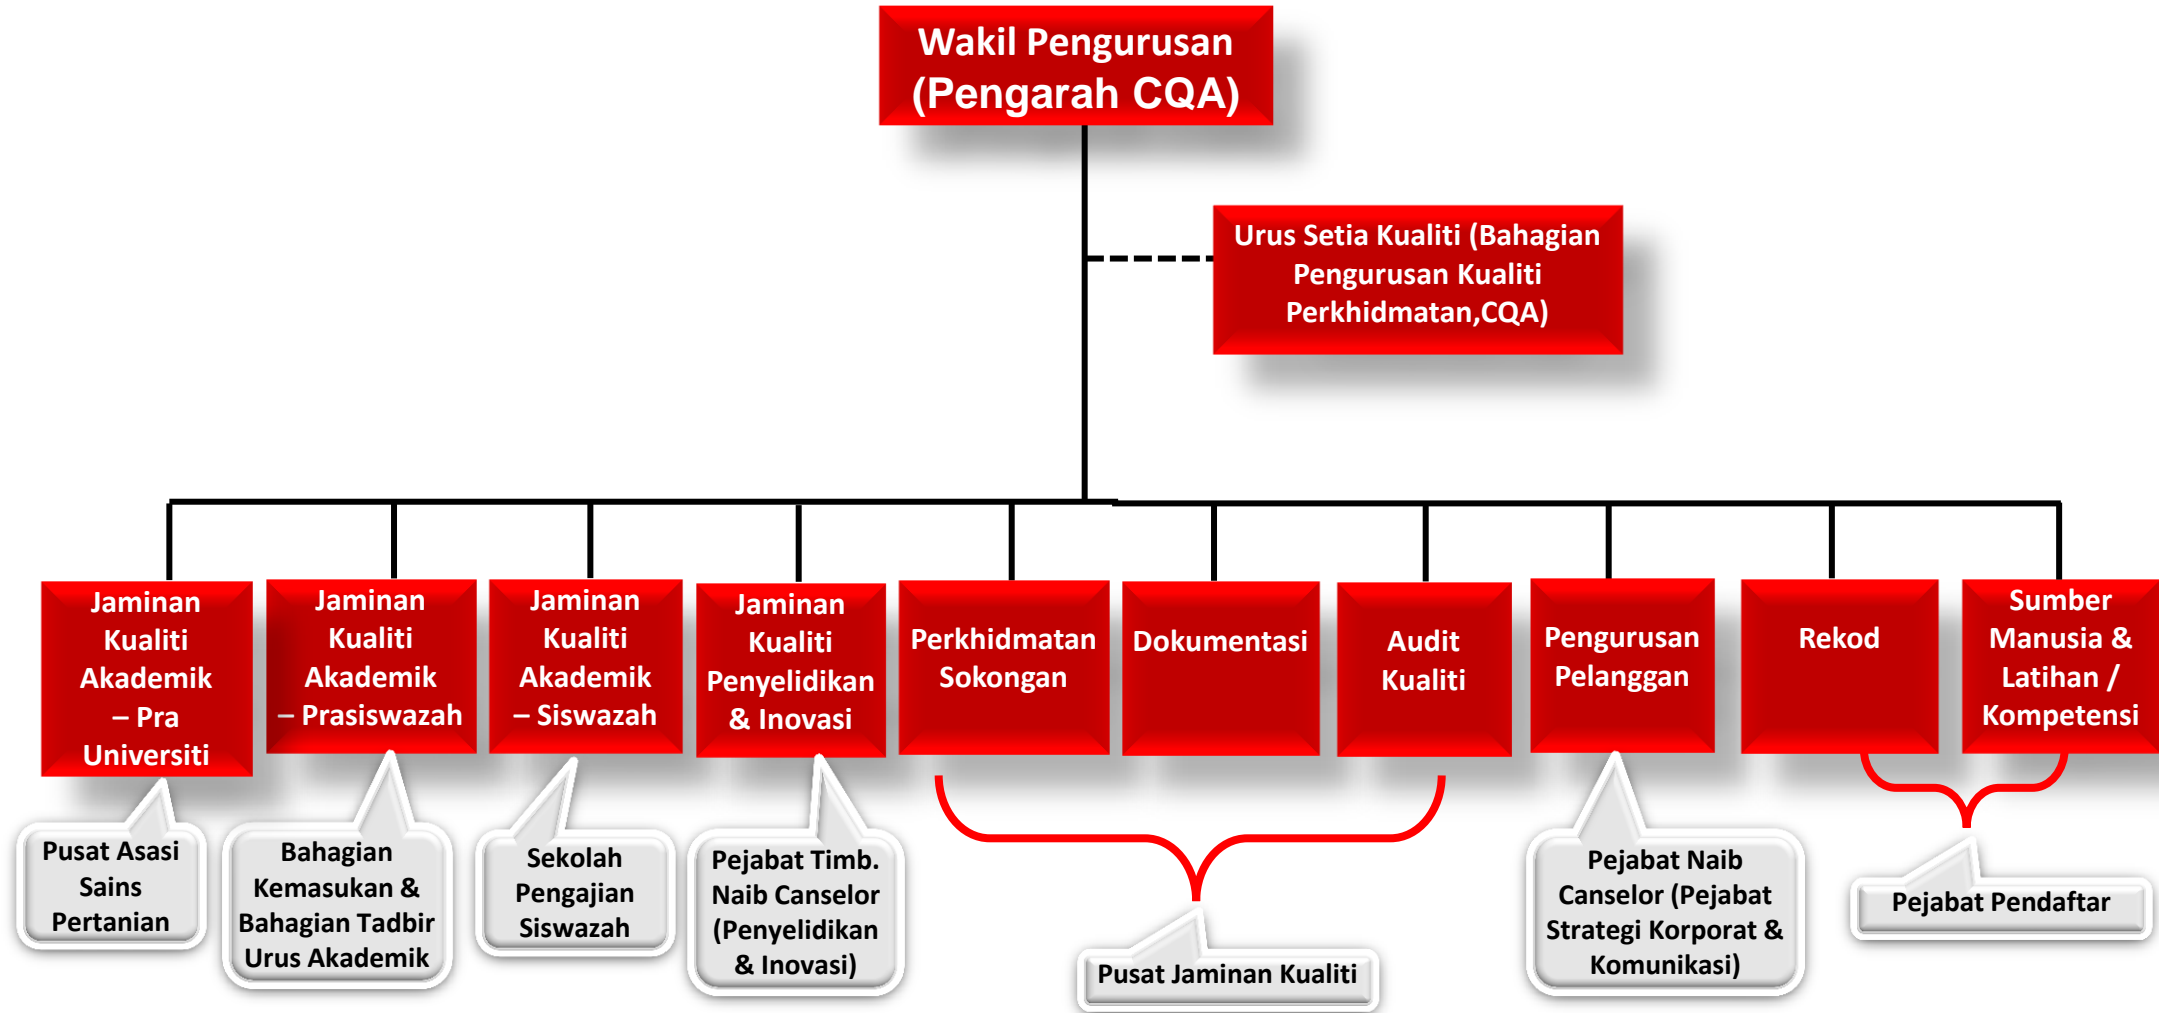 Wakil Pengurusan
(Pengarah CQA)
Urus Setia Kualiti (Bahagian
Pengurusan Kualiti
Perkhidmatan,CQA)
Jaminan
Kualiti
Akademik
– Pra
Universiti
Jaminan
Kualiti
Akademik
– Prasiswazah
Jaminan
Kualiti
Akademik
– Siswazah
Jaminan
Kualiti
Penyelidikan
& Inovasi
Perkhidmatan
Sokongan
Dokumentasi
Audit
Kualiti
Pengurusan
Pelanggan
Rekod
Sumber
Manusia &
Latihan /
Kompetensi
Pusat Asasi
Sains
Pertanian
Bahagian
Kemasukan &
Bahagian Tadbir
Urus Akademik
Sekolah
Pengajian
Siswazah
Pejabat Timb.
Naib Canselor
(Penyelidikan
& Inovasi)
Pusat Jaminan Kualiti
Pejabat Naib
Canselor (Pejabat
Strategi Korporat &
Komunikasi)
Pejabat Pendaftar